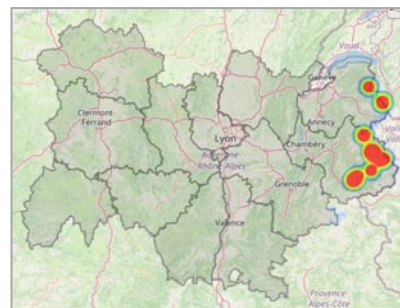 Vaud
Genève
Annecy
Clermont-
Ferrand
Lyon
Auvergne-
Rhône-Alpes
Chambéry
Grenoble
Valence
Provence-
Alpes-Côte